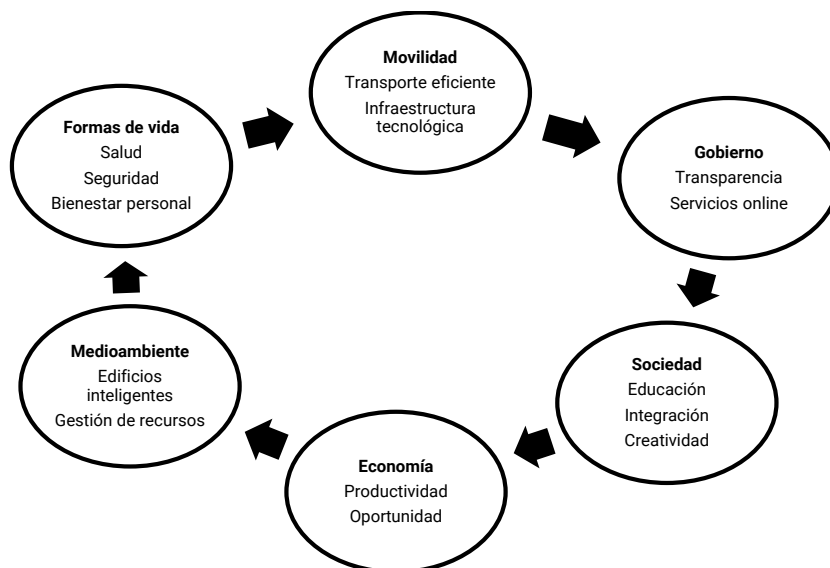 Movilidad
Transporte eficiente
Infraestructura
tecnológica
Gobierno
Transparencia
Servicios online
Sociedad
Educación
Integración
Creatividad
Economía
Productividad
Oportunidad
Medioambiente
Edificios
inteligentes
Gestión de recursos
Formas de vida
Salud
Seguridad
Bienestar personal